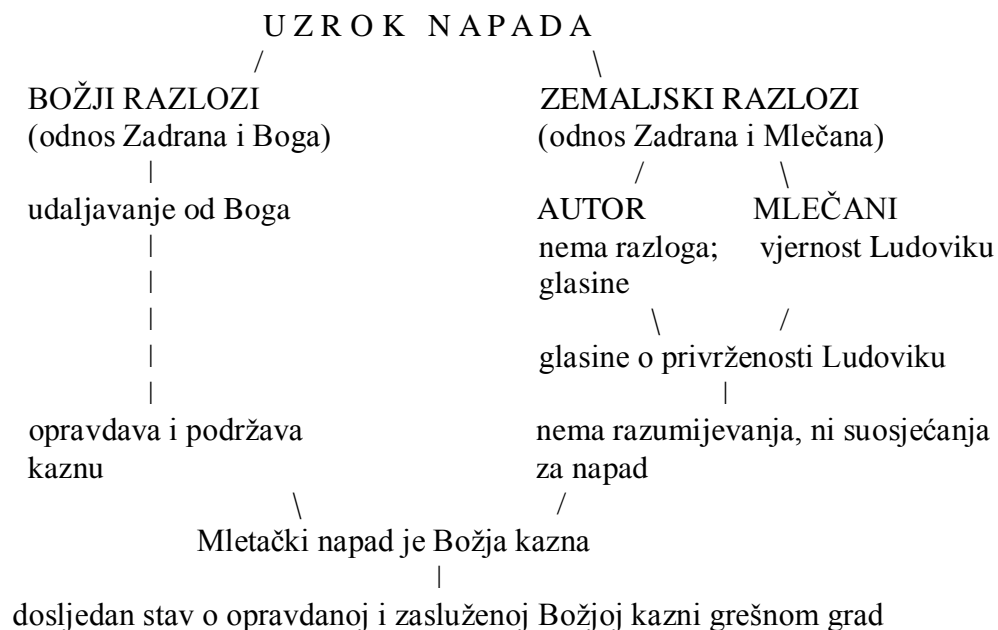 UZROK NAPADA
BOŽJI RAZLOZI ZEMALJSKI RAZLOZI
(odnos Zadrana i Boga) (odnos Zadrana i Mlečana)
udaljavanje od Boga AUTOR MLEČANI
nema razloga; vjernost Ludoviku
glasine
glasine o privrženosti Ludoviku
opravdava i podržava nema razumijevanja, ni suosjećanja
kaznu za napad
Mletački napad je Božja kazna
dosljedan stav o opravdanoj i zasluženoj Božjoj kazni grešnom grad